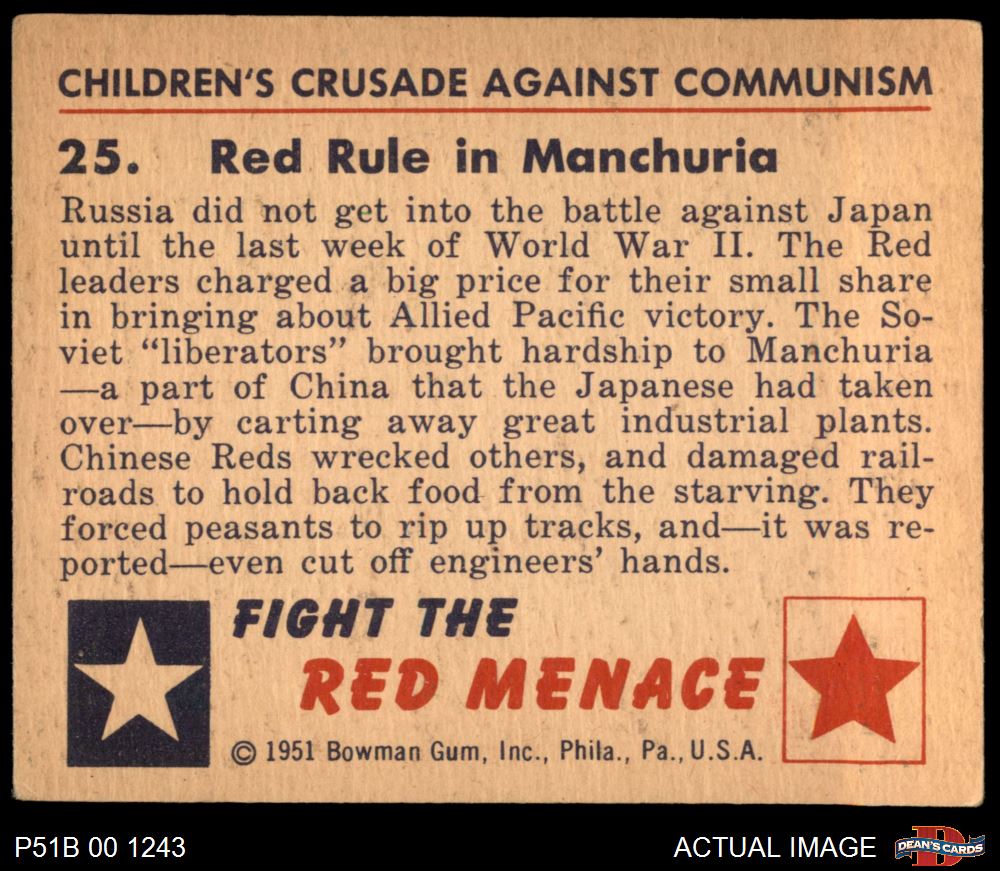 CHILDREN'S CRUSADE AGAINST COMMUNISM
25. Red Rule in Manchuria
Russia did not get into the battle against Japan
until the last week of World War II. The Red
leaders charged a big price for their small share
in bringing about Allied Pacific victory. The So-
viet “liberators” brought hardship to Manchuria
—a part of China that the Japanese had taken
over—by carting away great industrial plants.
Chinese Reds wrecked others, and damaged rail-
roads to hold back food from the starving. They
forced peasants to rip up tracks, and—it was re-
ported—even cut off engineers’ hands.
FIGHT THE
RED MENACE
© 1951 Bowman Gum, Inc., Phila., Pa., U.S.A.
P51B 00 1243
ACTUAL IMAGE
DEAN'S CARDS